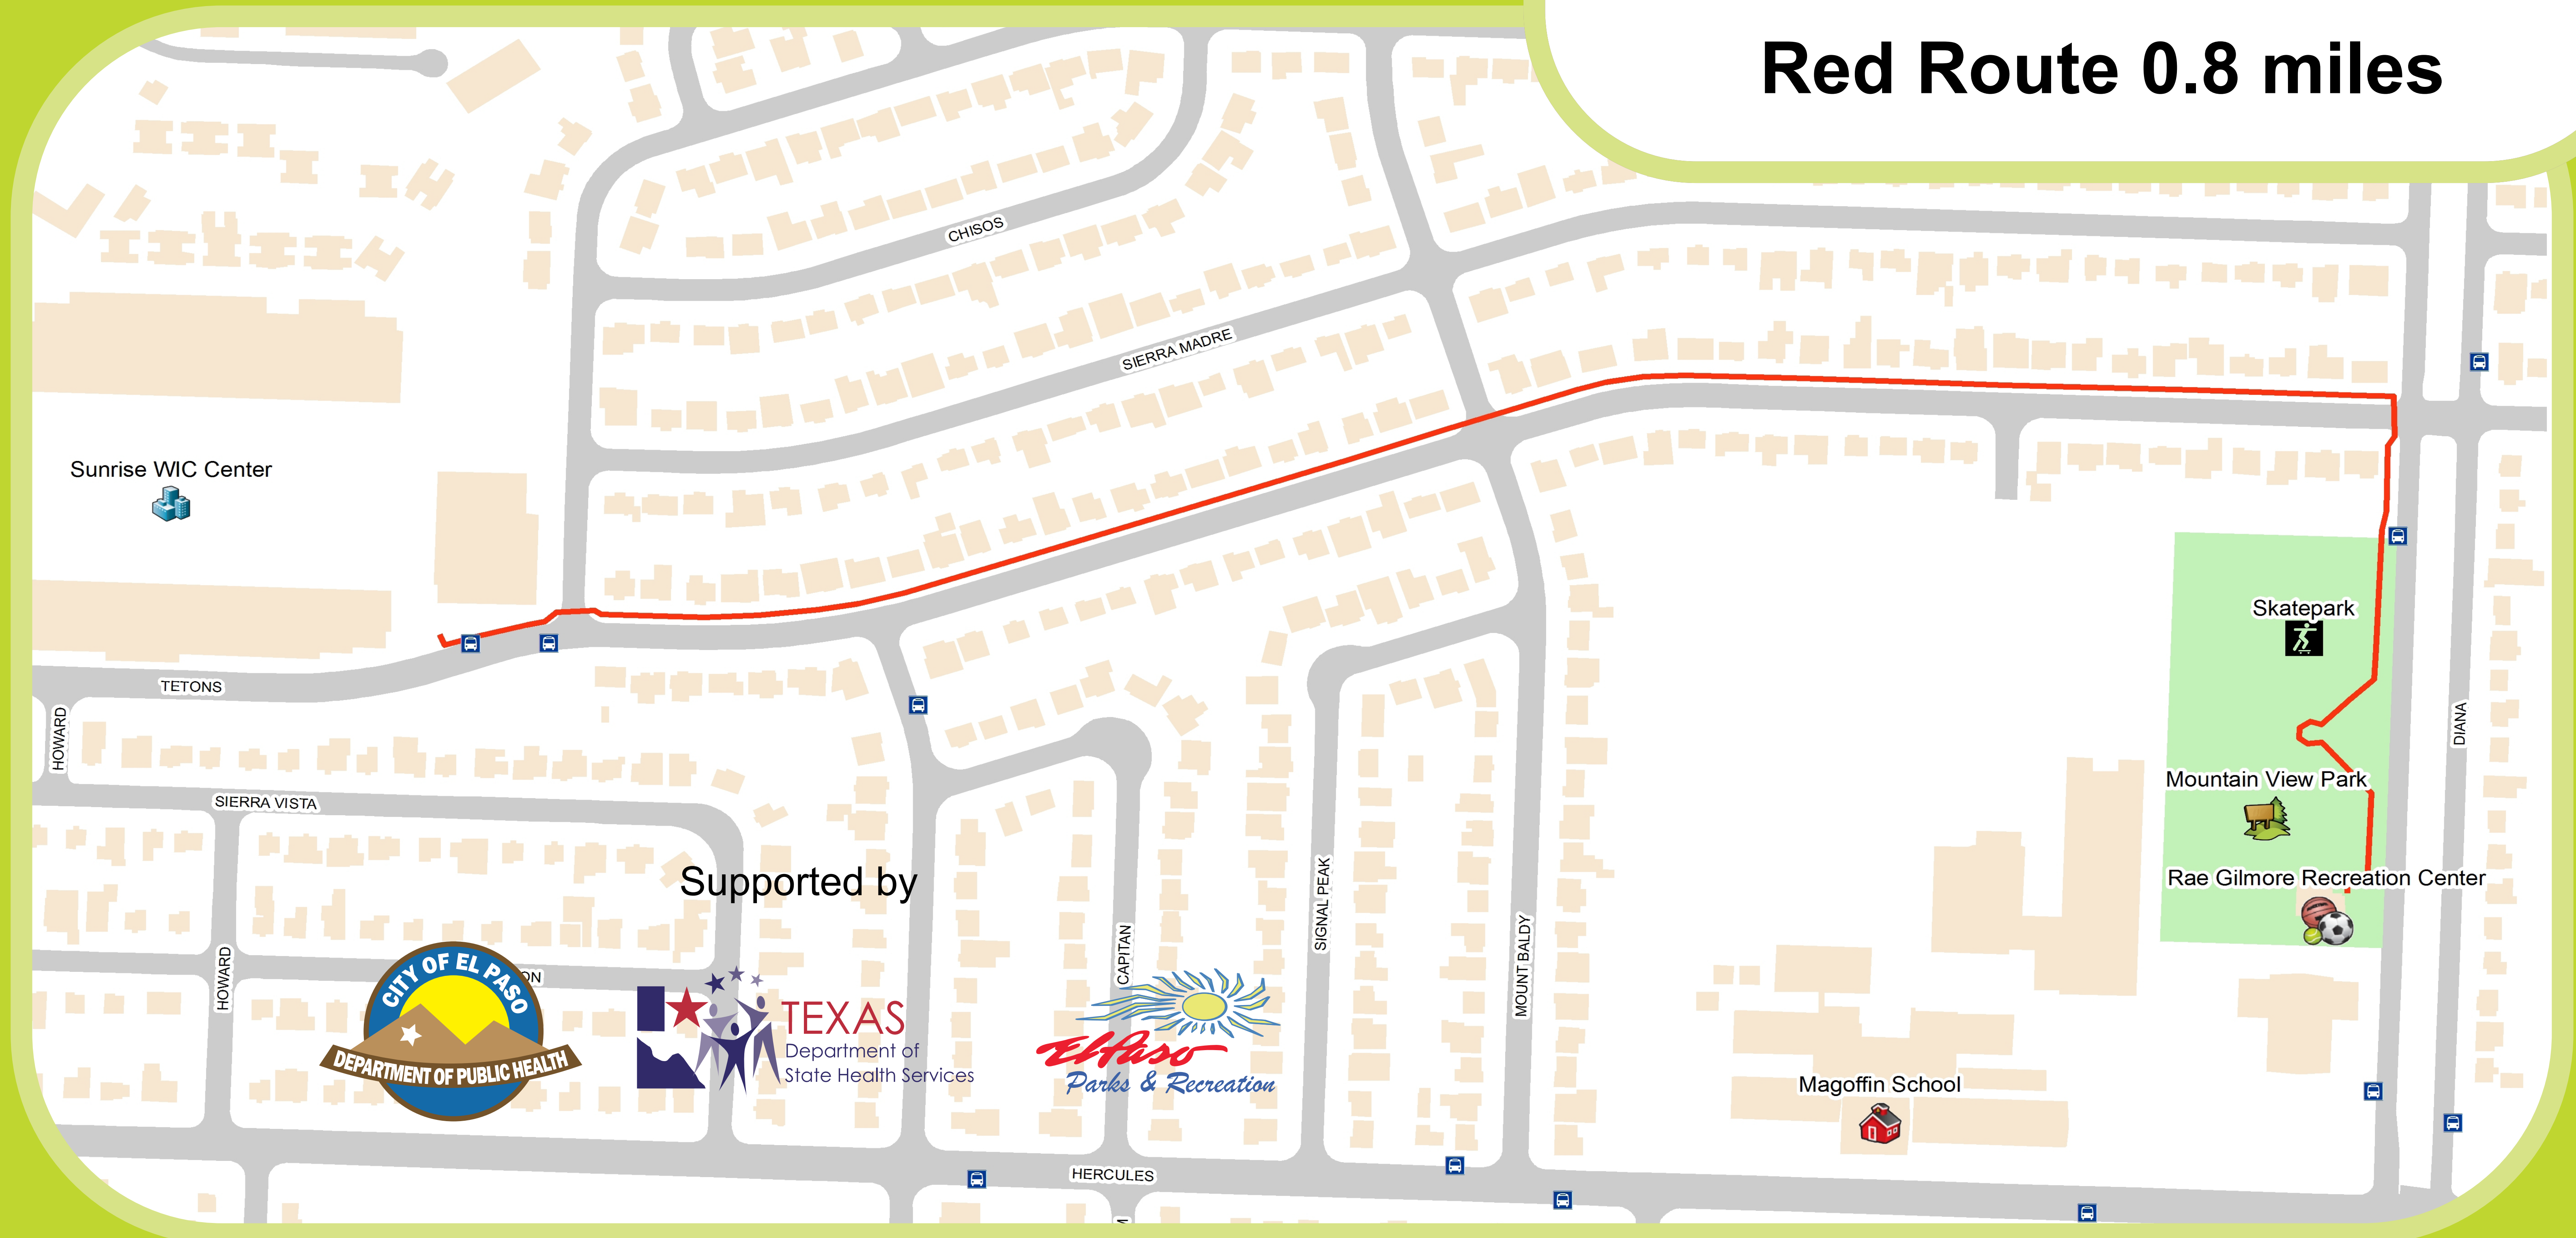 Red Route 0.8 miles
CHISOS
SIERRA MADRE
Sunrise WIC Center
Skatepark
TETONS
HOWARD
DIANA
Mountain View Park
SIERRA VISTA
Supported by
Rae Gilmore Recreation Center
SIGNAL PEAK
CAPITAN
MOUNT BALDY
HOWARD
ON
CITY OF EL PASO
DEPARTMENT OF PUBLIC HEALTH
TEXAS
Department of
State Health Services
El Paso
Parks & Recreation
Magoffin School
HERCULES